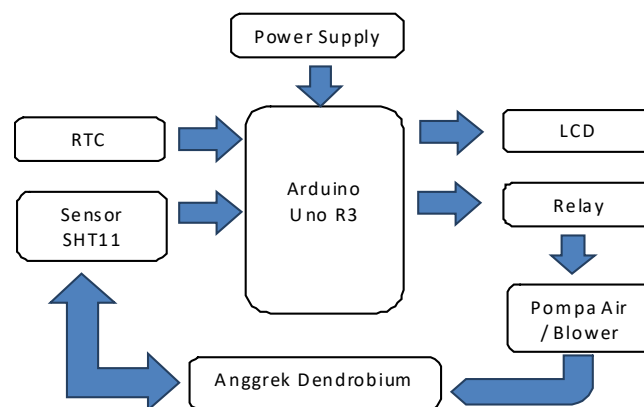 Power Supply
RTC
LCD
Arduino
Uno R3
Sensor
SHT11
Relay
Pompa Air
/ Blower
Anggrek Dendrobium